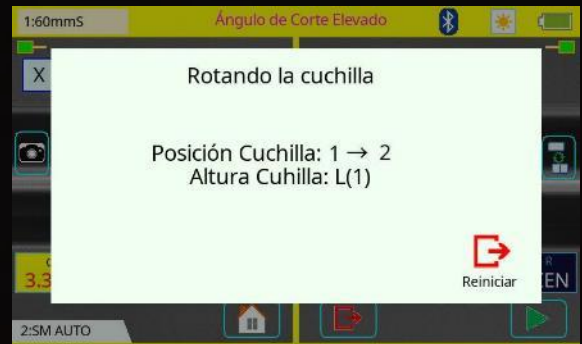 1:60mmS
Ángulo de Corte Elevado
X
Rotando la cuchilla
Posición Cuchilla: 1 → 2
Altura Cuhilla: L(1)
Reiniciar
3.3
R
EEN
2:SM AUTO